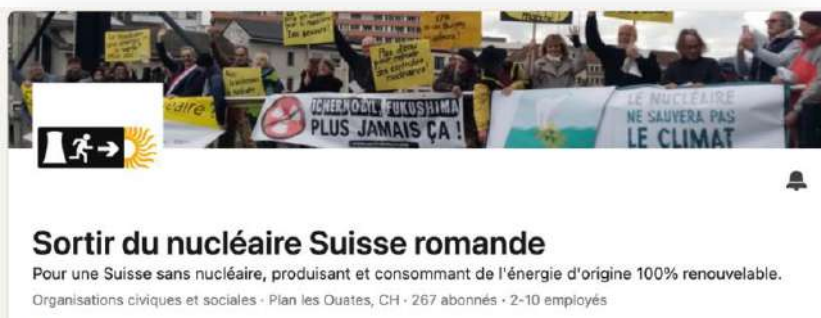 TCHERNOBYL, FUKUSHIMA
PLUS JAMAIS ÇA !
LE NUCLÉAIRE
NE SAUVERA PAS
LE CLIMAT
Sortir du nucléaire Suisse romande
Pour une Suisse sans nucléaire, produisant et consommant de l'énergie d'origine 100% renouvelable.
Organisations civiques et sociales · Plan les Ouates, CH · 267 abonnés · 2-10 employés